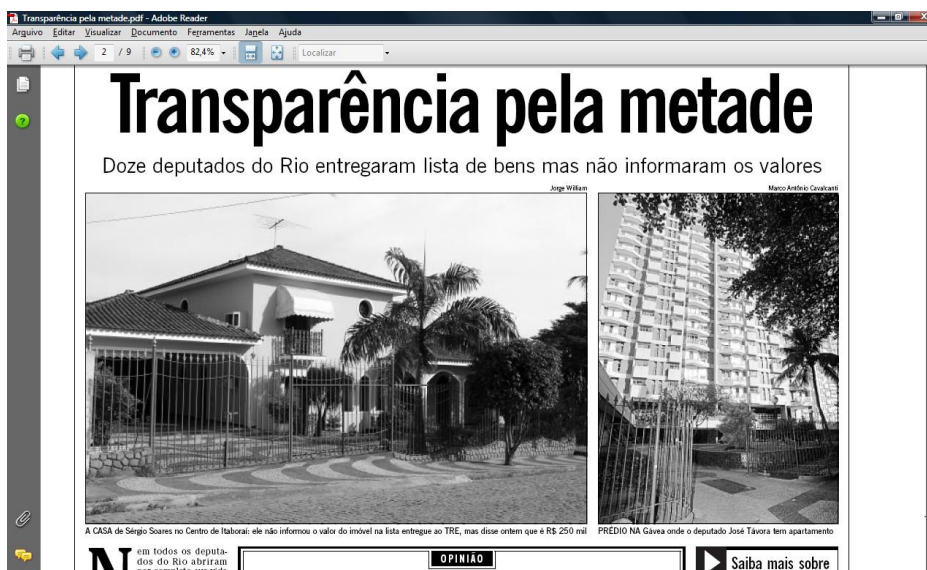 Transparência pela metade.pdf - Adobe Reader
Arquivo Editar Visualizar Documento Ferramentas Janela Ajuda
2 / 9 82,4% Localizar
Transparência pela metade
Doze deputados do Rio entregaram lista de bens mas não informaram os valores
Jorge William
Marco Antônio Cavalcanti
A CASA de Sérgio Soares no Centro de Itaboraí: ele não informou o valor do imóvel na lista entregue ao TRE, mas disse ontem que é R$ 250 mil
PRÉDIO NA Gávea onde o deputado José Távora tem apartamento
Nem todos os deputa-
dos do Rio abriram
OPINIÃO
Saiba mais sobre